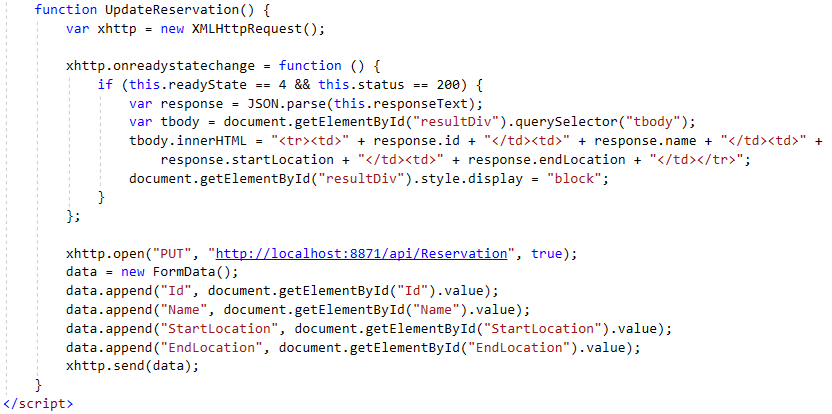 function UpdateReservation() {
var xhttp = new XMLHttpRequest();
xhttp.onreadystatechange = function () {
if (this.readyState == 4 && this.status == 200) {
var response = JSON.parse(this.responseText);
var tbody = document.getElementById("resultDiv").querySelector("tbody");
tbody.innerHTML = "<tr><td>" + response.id + "</td><td>" + response.name + "</td><td>" +
response.startLocation + "</td><td>" + response.endLocation + "</td></tr>";
document.getElementById("resultDiv").style.display = "block";
}
};
xhttp.open("PUT", "http://localhost:8871/api/Reservation", true);
data = new FormData();
data.append("Id", document.getElementById("Id").value);
data.append("Name", document.getElementById("Name").value);
data.append("StartLocation", document.getElementById("StartLocation").value);
data.append("EndLocation", document.getElementById("EndLocation").value);
xhttp.send(data);
}
</script>